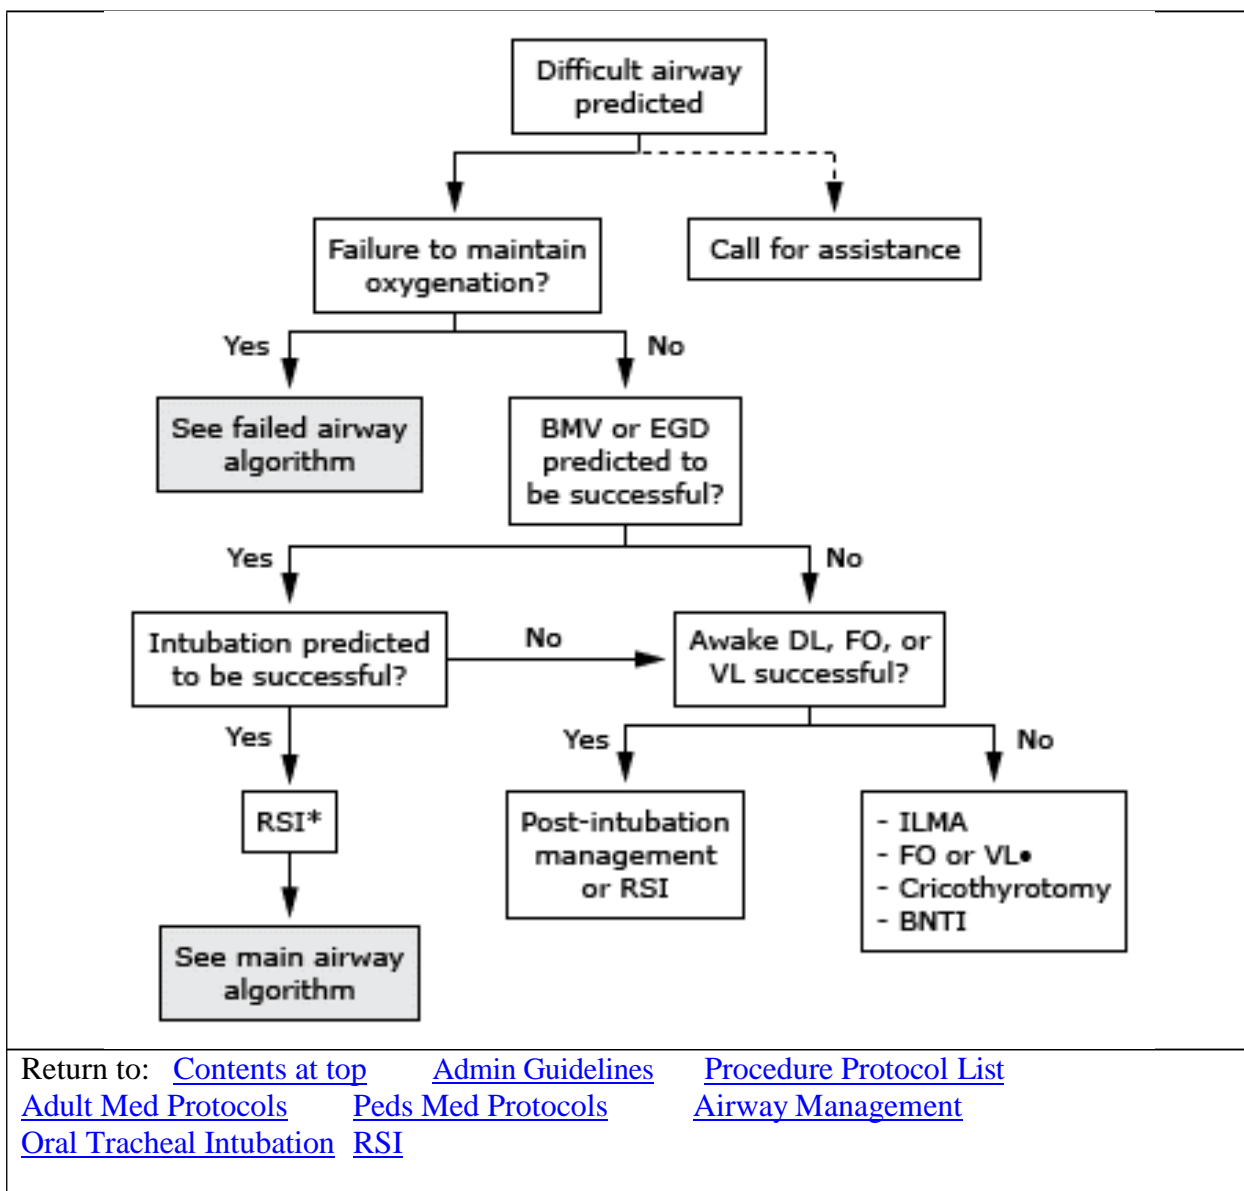 Difficult airway
predicted
Failure to maintain
oxygenation?
Call for assistance
Yes
No
See failed airway
algorithm
BMV or EGD
predicted to
be successful?
Yes
No
Intubation predicted
to be successful?
No
Awake DL, FO, or
VL successful?
Yes
Yes
No
RSI*
Post-intubation
management
or RSI
- ILMA
- FO or VL•
- Cricothyrotomy
- BNTI
See main airway
algorithm
Return to: Contents at top Admin Guidelines Procedure Protocol List
Adult Med Protocols Peds Med Protocols Airway Management
Oral Tracheal Intubation RSI